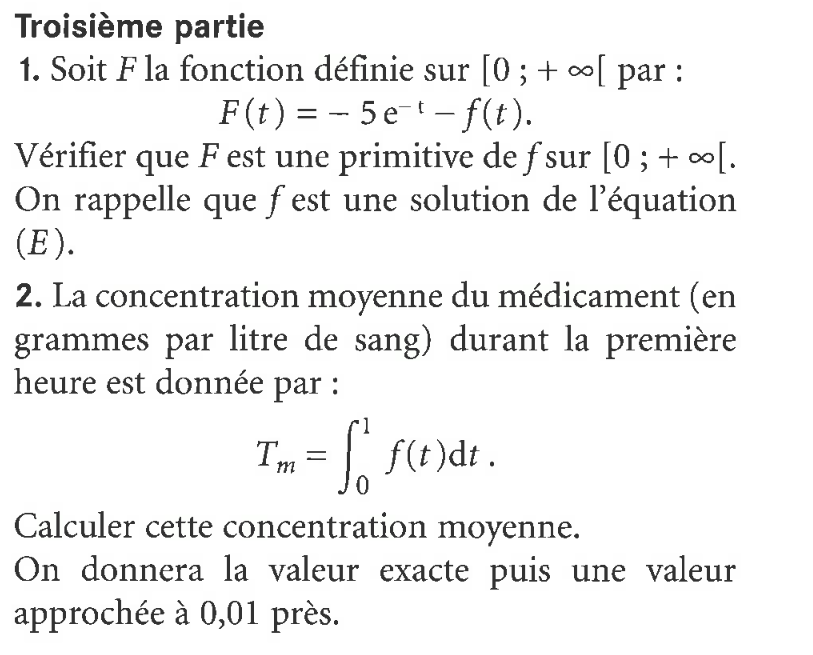 Troisième partie
1. Soit F la fonction définie sur [0 ; + ∞[ par :
F(t) = – 5 e⁻ᵗ – f(t).
Vérifier que F est une primitive de f sur [0 ; + ∞[.
On rappelle que f est une solution de l'équation
(E).
2. La concentration moyenne du médicament (en
grammes par litre de sang) durant la première
heure est donnée par :
Tₘ = ∫₀¹ f(t)dt .
Calculer cette concentration moyenne.
On donnera la valeur exacte puis une valeur
approchée à 0,01 près.